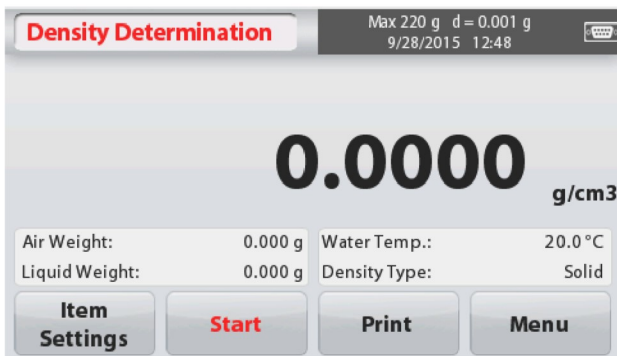 Density Determination
Max 220 g d = 0.001 g
9/28/2015 12:48
0.0000
g/cm3
Air Weight: 0.000 g Water Temp.: 20.0 °C
Liquid Weight: 0.000 g Density Type: Solid
Item
Settings
Start
Print
Menu